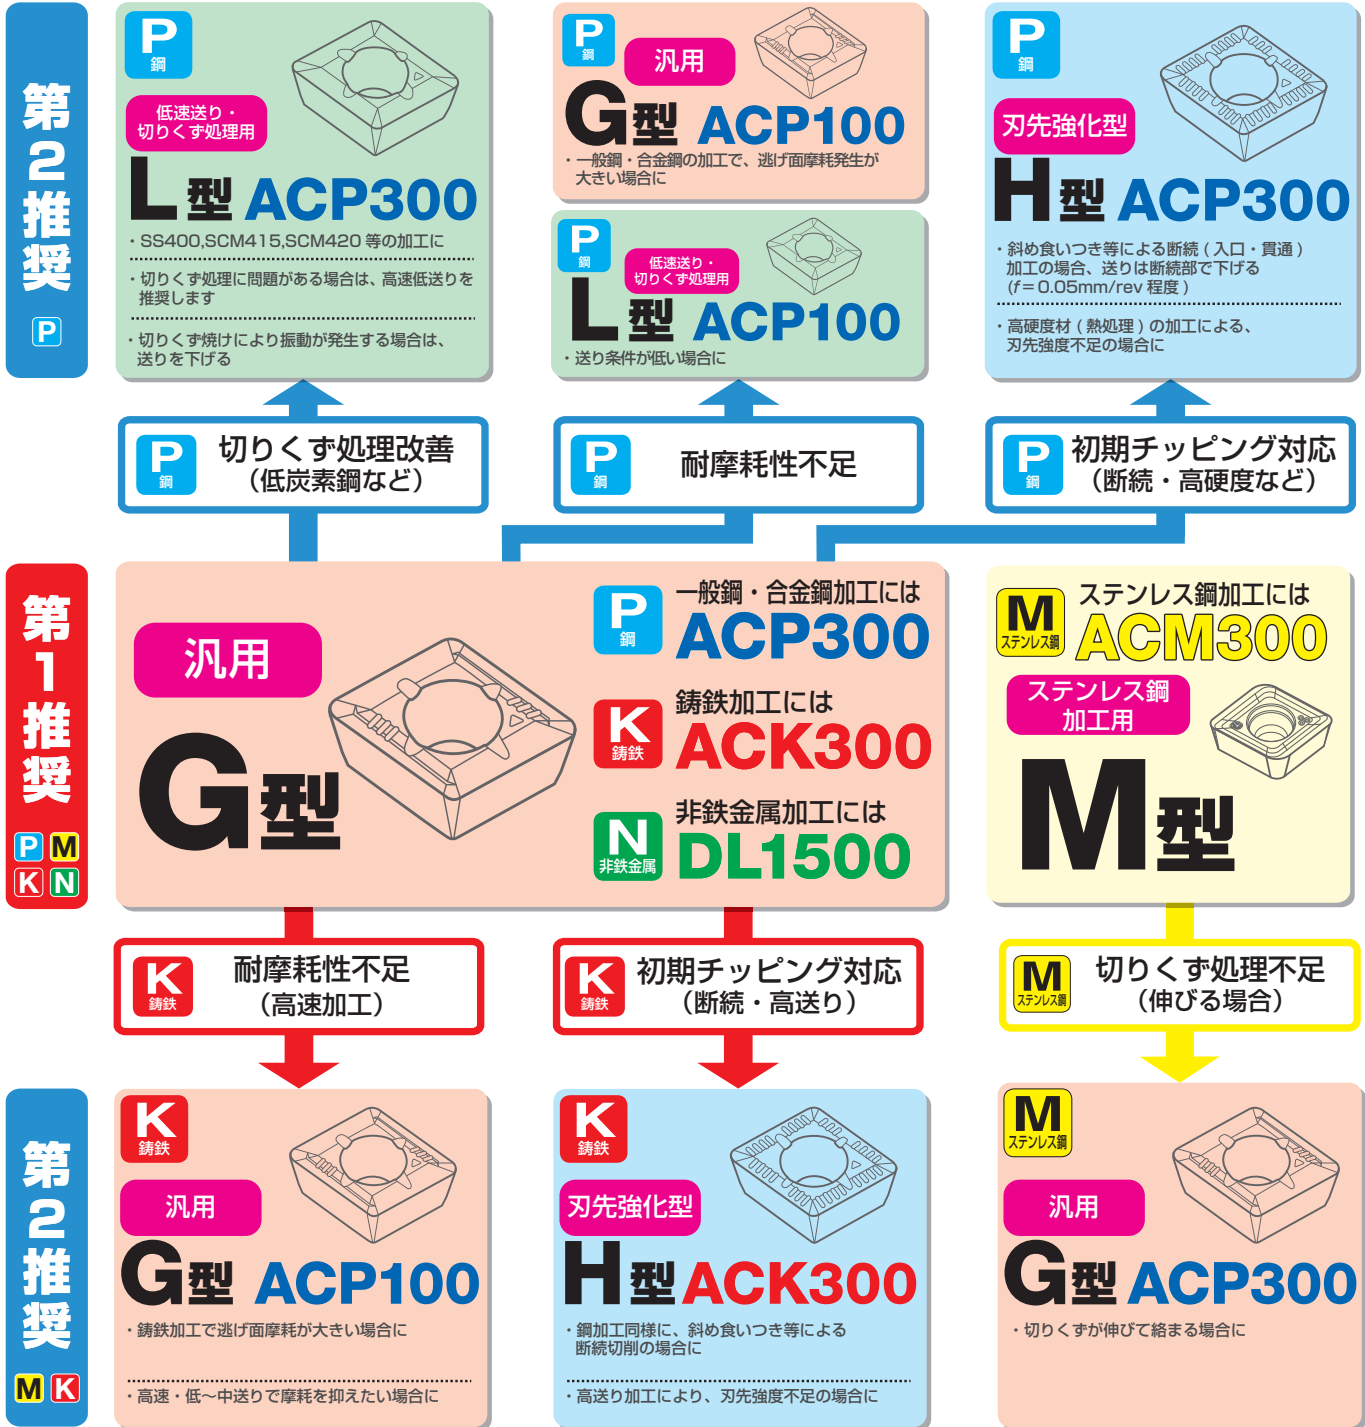 第2推奨
P
P
鋼
低速送り・
切りくず処理用
L型 ACP300
・SS400,SCM415,SCM420 等の加工に
・切りくず処理に問題がある場合は、高速低送りを
推奨します
・切りくず焼けにより振動が発生する場合は、
送りを下げる
P
鋼
汎用
G型 ACP100
・一般鋼・合金鋼の加工で、逃げ面摩耗発生が
大きい場合に
P
鋼
低速送り・
切りくず処理用
L型 ACP100
・送り条件が低い場合に
P
鋼
刃先強化型
H型 ACP300
・斜め食いつき等による断続 ( 入口・貫通 )
加工の場合、送りは断続部で下げる
(f＝0.05mm/rev 程度 )
・高硬度材 ( 熱処理 ) の加工による、
刃先強度不足の場合に
P
鋼
切りくず処理改善
（低炭素鋼など）
P
鋼
耐摩耗性不足
P
鋼
初期チッピング対応
（断続・高硬度など）
第1推奨
P M
K N
汎用
G型
P
鋼
一般鋼・合金鋼加工には
ACP300
K
鋳鉄
鋳鉄加工には
ACK300
N
非鉄金属
非鉄金属加工には
DL1500
M
ステンレス鋼
ステンレス鋼加工には
ACM300
ステンレス鋼
加工用
M型
K
鋳鉄
耐摩耗性不足
（高速加工）
K
鋳鉄
初期チッピング対応
（断続・高送り）
M
ステンレス鋼
切りくず処理不足
（伸びる場合）
第2推奨
M K
K
鋳鉄
汎用
G型 ACP100
・鋳鉄加工で逃げ面摩耗が大きい場合に
・高速・低～中送りで摩耗を抑えたい場合に
K
鋳鉄
刃先強化型
H型 ACK300
・鋼加工同様に、斜め食いつき等による
断続切削の場合に
・高送り加工により、刃先強度不足の場合に
M
ステンレス鋼
汎用
G型 ACP300
・切りくずが伸びて絡まる場合に